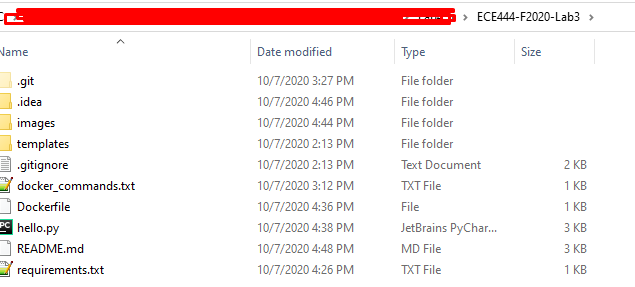 ECE444-F2020-Lab3
Name Date modified Type Size
.git 10/7/2020 3:27 PM File folder
.idea 10/7/2020 4:46 PM File folder
images 10/7/2020 4:44 PM File folder
templates 10/7/2020 2:13 PM File folder
.gitignore 10/7/2020 2:13 PM Text Document 2 KB
docker_commands.txt 10/7/2020 3:12 PM TXT File 1 KB
Dockerfile 10/7/2020 4:36 PM File 1 KB
hello.py 10/7/2020 4:38 PM JetBrains PyChar... 3 KB
README.md 10/7/2020 4:48 PM MD File 3 KB
requirements.txt 10/7/2020 4:26 PM TXT File 1 KB